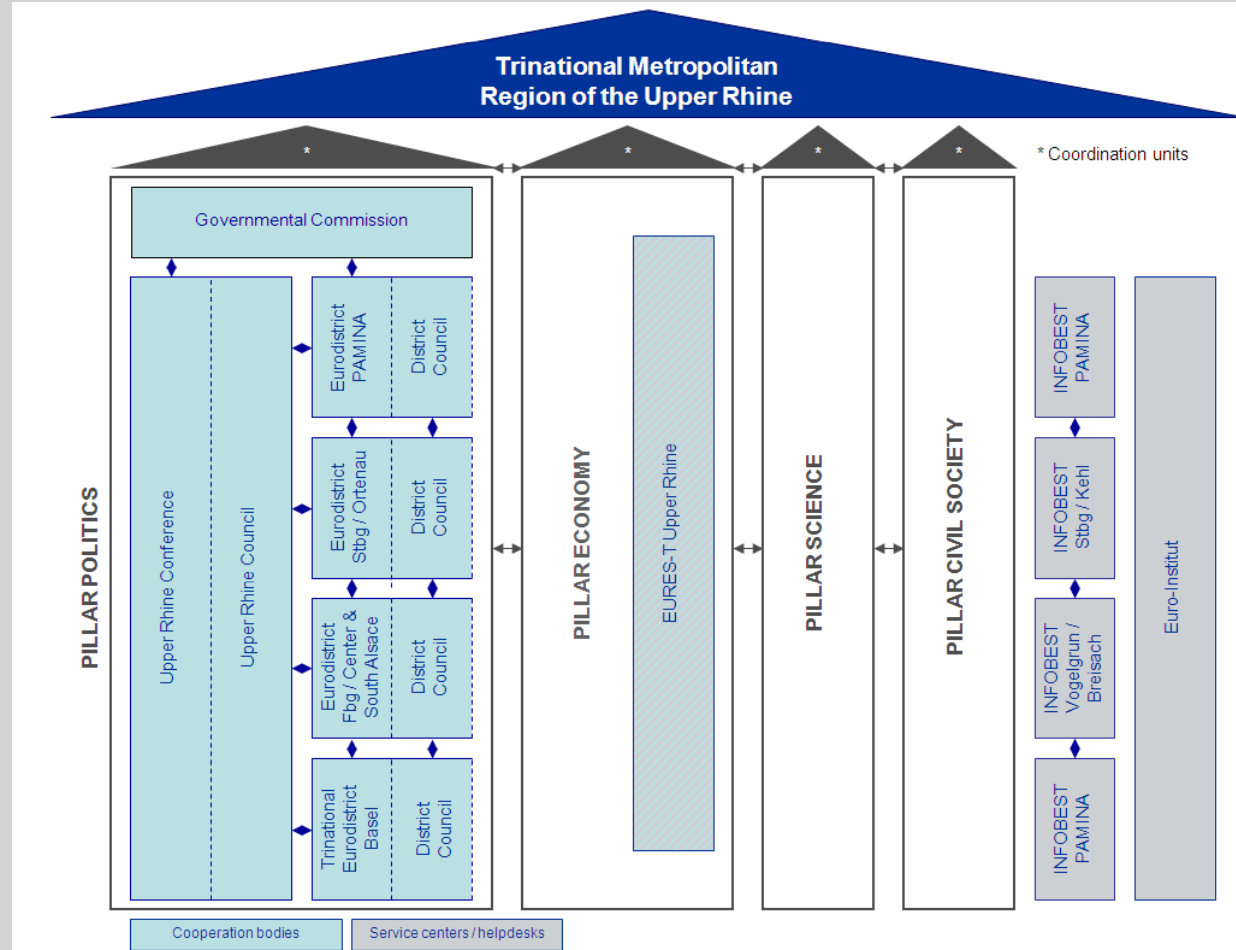 Trinational Metropolitan
Region of the Upper Rhine
*
*
*
*
* Coordination units
Governmental Commission
PILLAR POLITICS
Upper Rhine Conference
Upper Rhine Council
Eurodistrict
PAMINA
District
Council
Eurodistrict
Stbg / Ortenau
District
Council
Eurodistrict
Fbg / Center &
South Alsace
District
Council
Trinational
Eurodistrict
Basel
District
Council
PILLAR ECONOMY
EURES-T Upper Rhine
PILLAR SCIENCE
PILLAR CIVIL SOCIETY
INFOBEST
PAMINA
INFOBEST
Stbg / Kehl
INFOBEST
Vogelgrun /
Breisach
INFOBEST
PAMINA
Euro-Institut
Cooperation bodies
Service centers / helpdesks